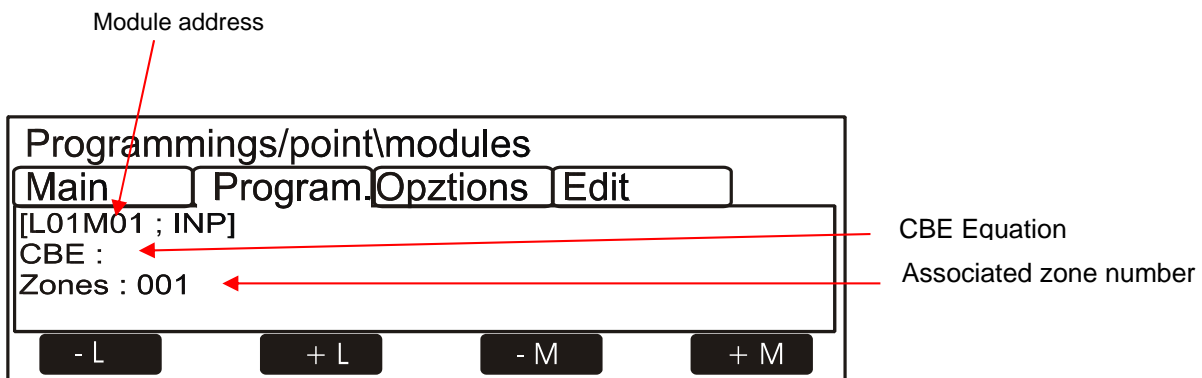 Module address
Programmings/point\modules
Main Program. Opztions Edit
[L01M01 ; INP]
CBE :
Zones : 001
CBE Equation
Associated zone number
- L + L - M + M